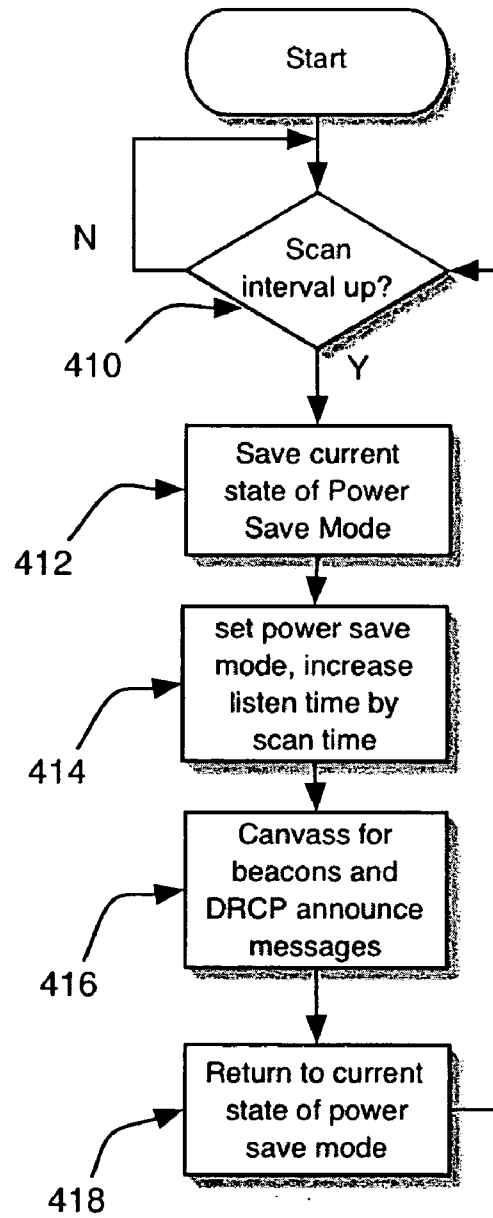 Start
N
Scan
interval up?
410
Y
Save current
state of Power
Save Mode
412
set power save
mode, increase
listen time by
scan time
414
Canvass for
beacons and
DRCP announce
messages
416
Return to current
state of power
save mode
418